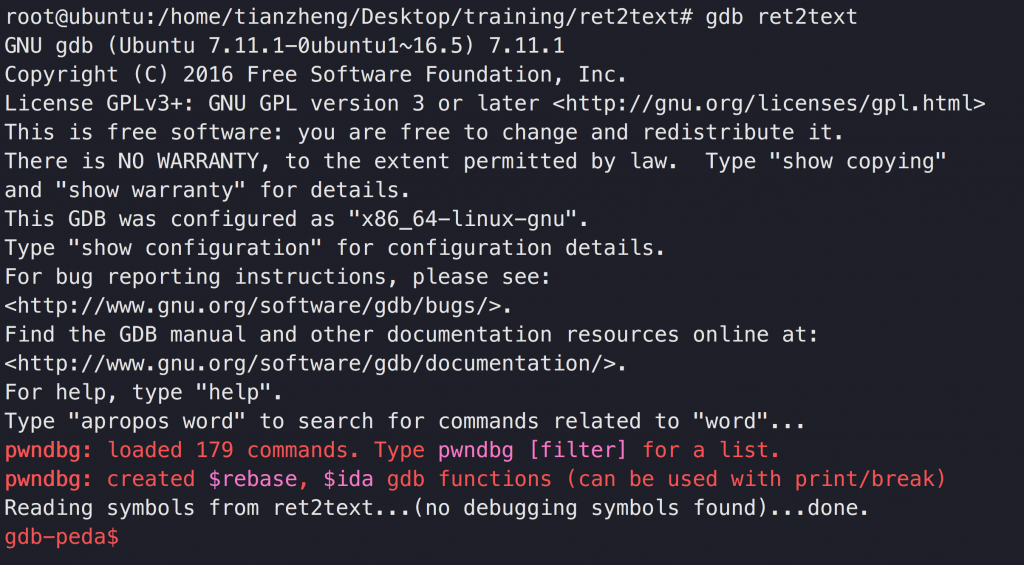 root@ubuntu:/home/tianzheng/Desktop/training/ret2text# gdb ret2text
GNU gdb (Ubuntu 7.11.1-0ubuntu1~16.5) 7.11.1
Copyright (C) 2016 Free Software Foundation, Inc.
License GPLv3+: GNU GPL version 3 or later <http://gnu.org/licenses/gpl.html>
This is free software: you are free to change and redistribute it.
There is NO WARRANTY, to the extent permitted by law.  Type "show copying"
and "show warranty" for details.
This GDB was configured as "x86_64-linux-gnu".
Type "show configuration" for configuration details.
For bug reporting instructions, please see:
<http://www.gnu.org/software/gdb/bugs/>.
Find the GDB manual and other documentation resources online at:
<http://www.gnu.org/software/gdb/documentation/>.
For help, type "help".
Type "apropos word" to search for commands related to "word"...
pwndbg: loaded 179 commands. Type pwndbg [filter] for a list.
pwndbg: created $rebase, $ida gdb functions (can be used with print/break)
Reading symbols from ret2text...(no debugging symbols found)...done.
gdb-peda$